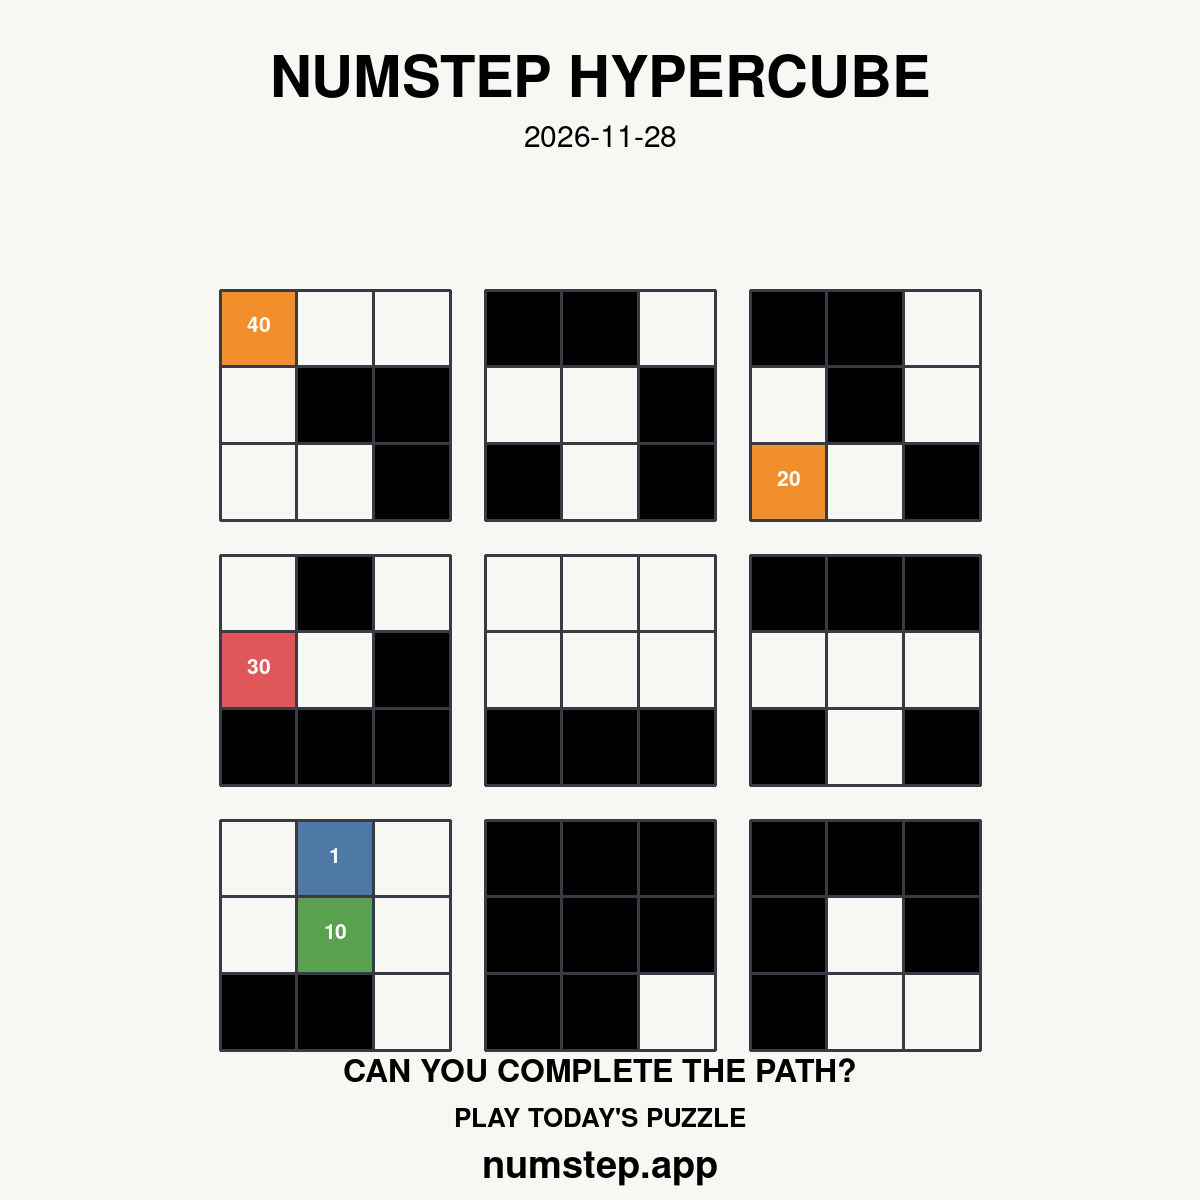 NUMSTEP HYPERCUBE
2026-11-28
40
20
30
1
10
CAN YOU COMPLETE THE PATH?
PLAY TODAY'S PUZZLE
numstep.app